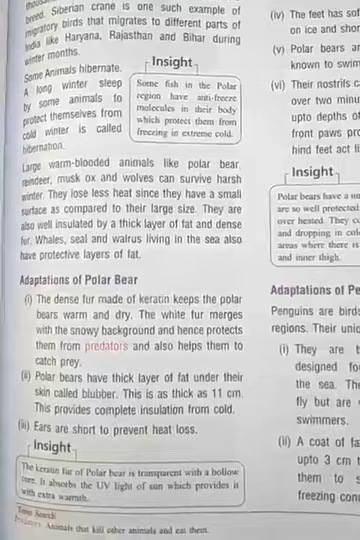 breed. Siberian crane is one such example of
migratory birds that migrates to different parts of
India like Haryana, Rajasthan and Bihar during
winter months.
Some Animals hibernate.
A long winter sleep
by some animals to
protect themselves from
cold winter is called
hibernation.
Insight
Some fish in the Polar
region have anti-freeze
molecules in their body
which protect them from
freezing in extreme cold.
Large warm-blooded animals like polar bear,
reindeer, musk ox and wolves can survive harsh
winter. They lose less heat since they have a small
surface as compared to their large size. They are
also well insulated by a thick layer of fat and dense
fur. Whales, seal and walrus living in the sea also
have protective layers of fat.
Adaptations of Polar Bear
(i) The dense fur made of keratin keeps the polar
bears warm and dry. The white fur merges
with the snowy background and hence protects
them from predators and also helps them to
catch prey.
(ii) Polar bears have thick layer of fat under their
skin called blubber. This is as thick as 11 cm.
This provides complete insulation from cold.
(iii) Ears are short to prevent heat loss.
Insight
The keratin fur of Polar bear is transparent with a hollow
core. It absorbs the UV light of sun which provides it
with extra warmth.
Term Search
Predators: Animals that kill other animals and eat them.
(iv) The feet has sof
on ice and shor
(v) Polar bears ar
known to swim
(vi) Their nostrils c
over two minu
upto depths of
front paws pro
hind feet act li
Insight
Polar bears have a
are so well protected
over heated. They co
and dropping in col
areas where there is
and inner thigh.
Adaptations of Pe
Penguins are birds
regions. Their uni
(i) They are b
designed fo
the sea. The
fly but are
swimmers.
(ii) A coat of fa
upto 3 cm t
them to s
freezing con